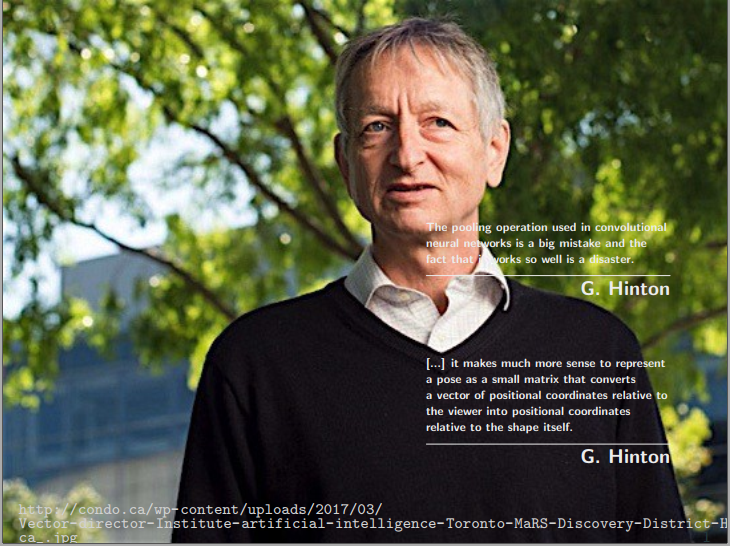 The pooling operation used in convolutional
neural networks is a big mistake and the
fact that it works so well is a disaster.
G. Hinton
[...] it makes much more sense to represent
a pose as a small matrix that converts
a vector of positional coordinates relative to
the viewer into positional coordinates
relative to the shape itself.
G. Hinton
http://condo.ca/wp-content/uploads/2017/03/
Vector-director-Institute-artificial-intelligence-Toronto-MaRS-Discovery-District-H
ca_.jpg